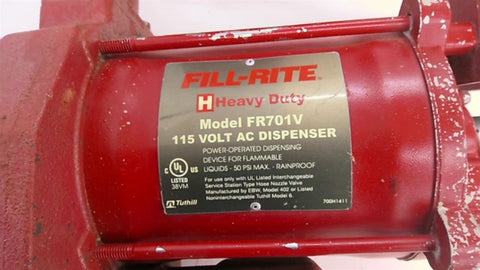 FILL-RITE®
H Heavy Duty
Model FR701V
115 VOLT AC DISPENSER
POWER-OPERATED DISPENSING
DEVICE FOR FLAMMABLE
LIQUIDS - 50 PSI MAX. - RAINPROOF
C UL US
LISTED
38VM
For use only with UL Listed Interchangeable
Service Station Type Hose Nozzle Valve
Manufactured by EBW, Model 402 or Listed
Noninterchangeable Tuthill Model 6.
Tuthill
700H1411